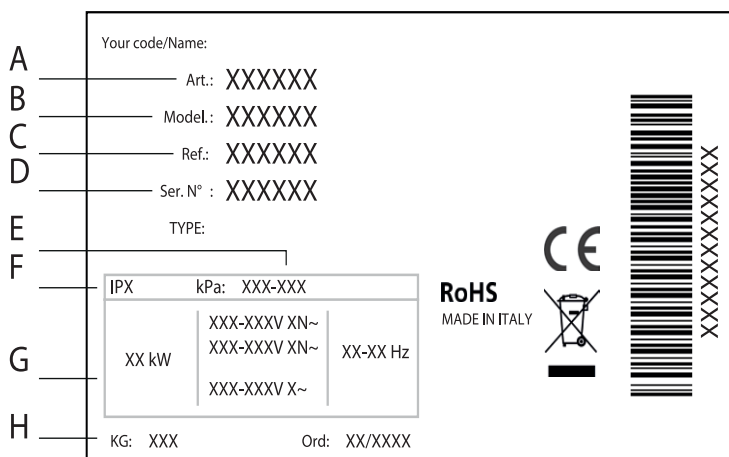 Your code/Name:
A
Art.: XXXXXX
B
Model.: XXXXXX
C
Ref.: XXXXXX
D
Ser. N° : XXXXXX
E
TYPE:
F
IPX kPa: XXX-XXX
XXX-XXXV XN~
XXX-XXXV XN~
XX kW XX-XX Hz
G
XXX-XXXV X~
H
KG: XXX Ord: XX/XXXX
CE
RoHS
MADE IN ITALY
XXXXXXXXXXXXXXX